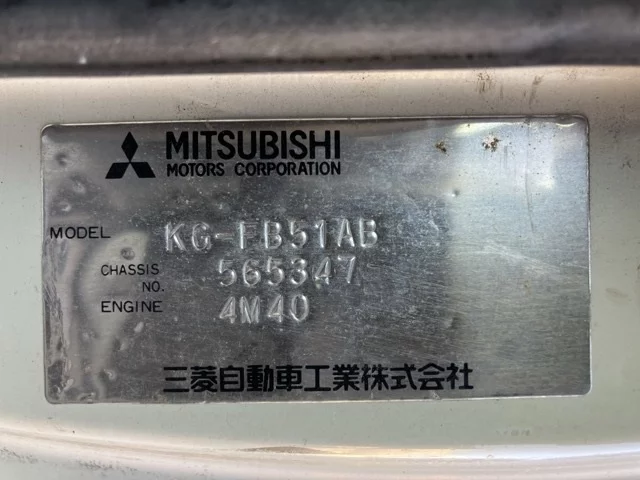 MITSUBISHI
MOTORS CORPORATION
MODEL KG-FB51AB
CHASSIS NO. 565347
ENGINE 4M40
三菱自動車工業株式会社